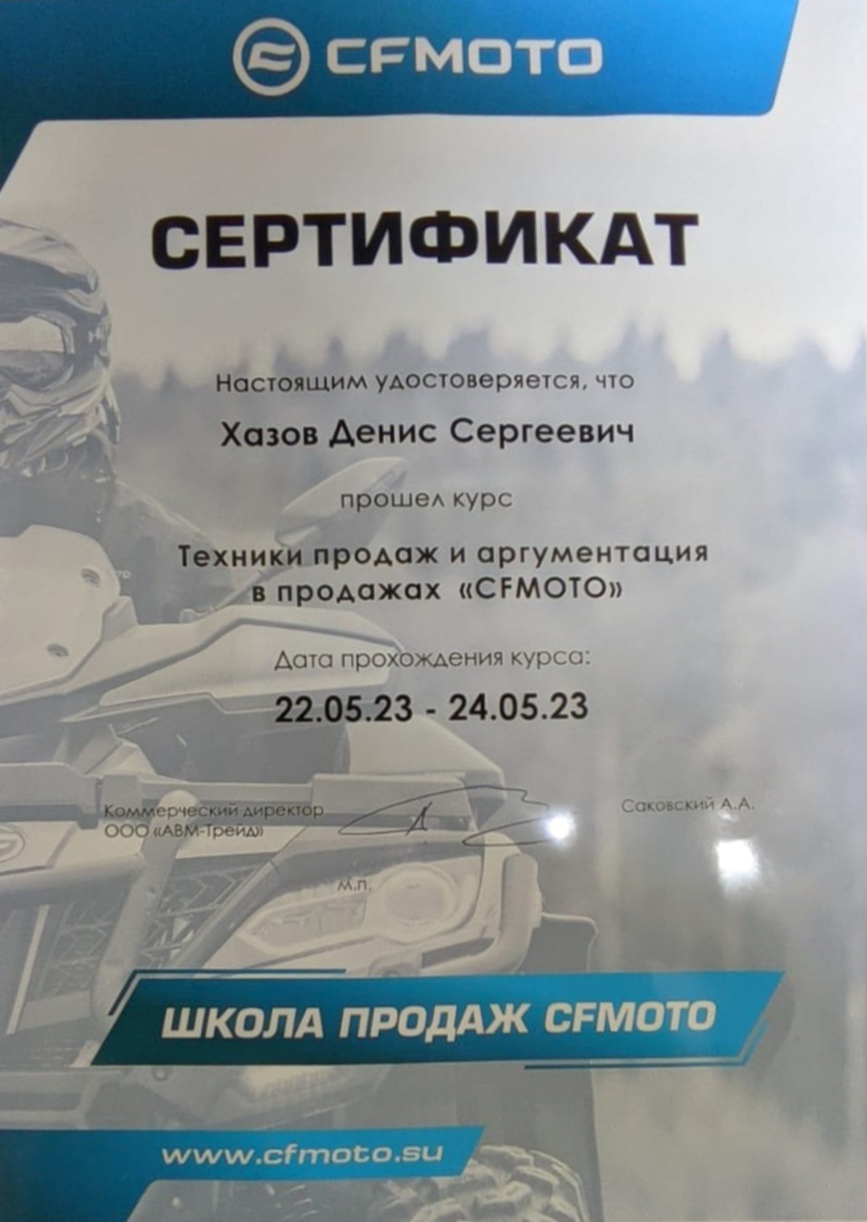 CFMOTO
СЕРТИФИКАТ
Настоящим удостоверяется, что
Хазов Денис Сергеевич
прошел курс
Техники продаж и аргументация
в продажах «CFMOTO»
Дата прохождения курса:
22.05.23 - 24.05.23
Коммерческий директор
ООО «АВМ-Трейд»
Саковский А.А.
м.п.
ШКОЛА ПРОДАЖ CFMOTO
www.cfmoto.su